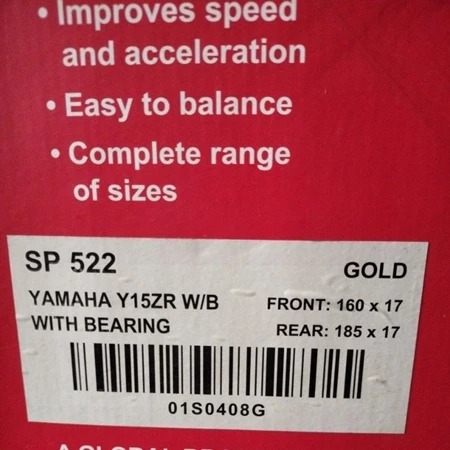 • Improves speed
and acceleration
• Easy to balance
• Complete range
of sizes
SP 522 GOLD
YAMAHA Y15ZR W/B FRONT: 160 x 17
WITH BEARING REAR: 185 x 17
01S0408G
A GLOBAL